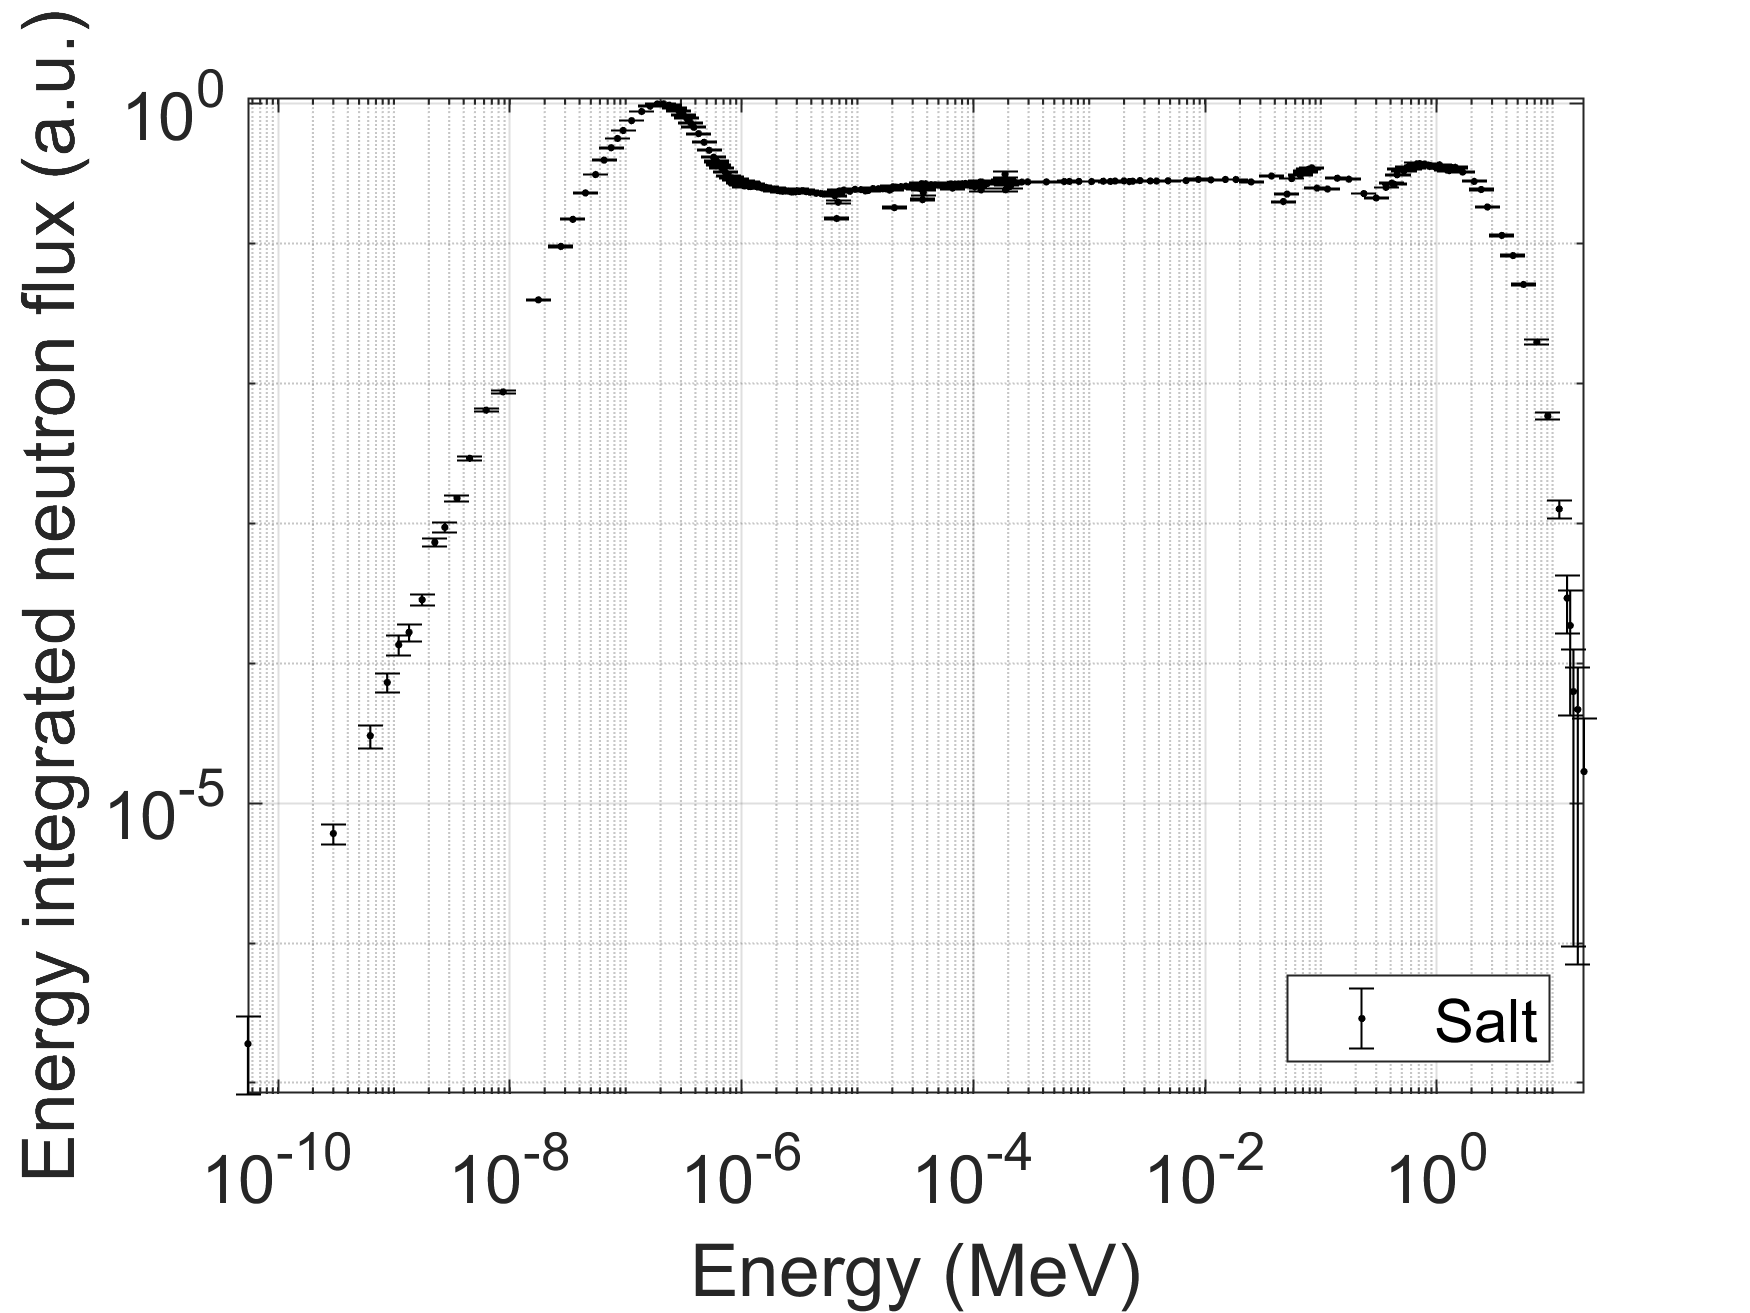 Energy integrated neutron flux (a.u.)
10^0
10^-5
Salt
10^-10 10^-8 10^-6 10^-4 10^-2 10^0
Energy (MeV)